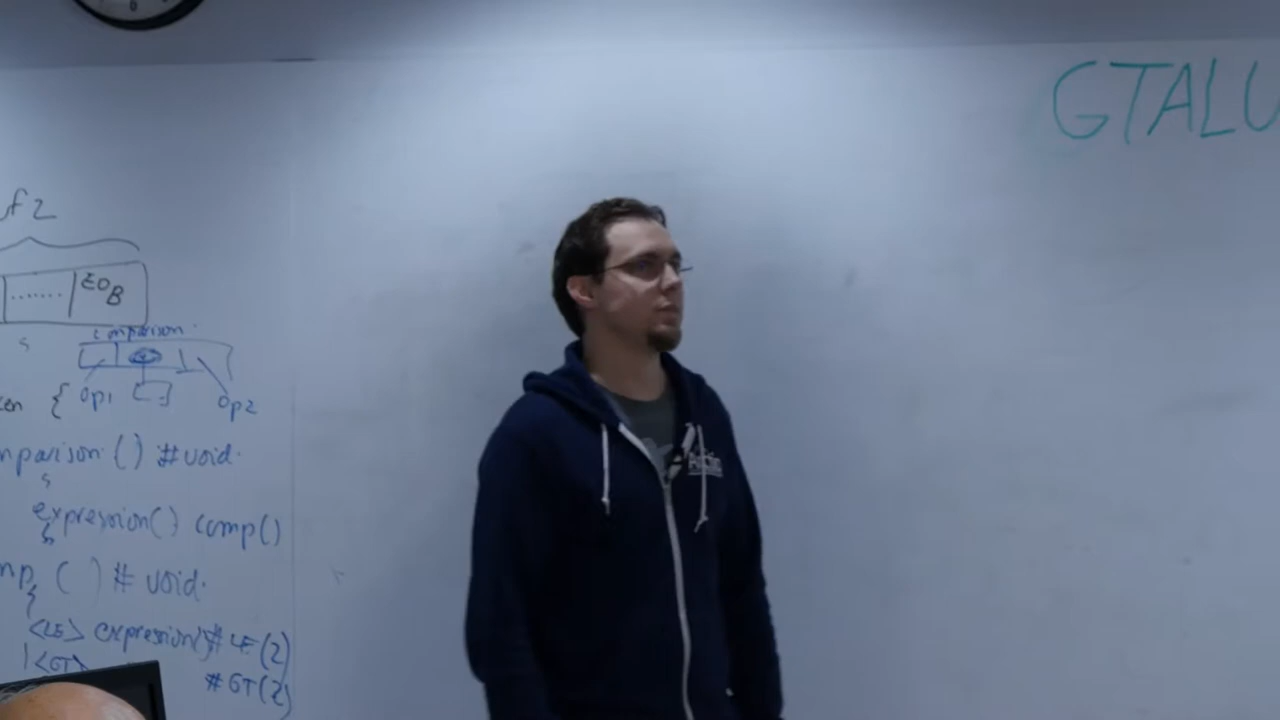 GTALU
f2
....... EOB
comparison
{ Op1 Op2
mparison () #void.
expression() comp()
mp ( ) # void.
<LE> expression() # LE(2)
| <GT> # GT(2)